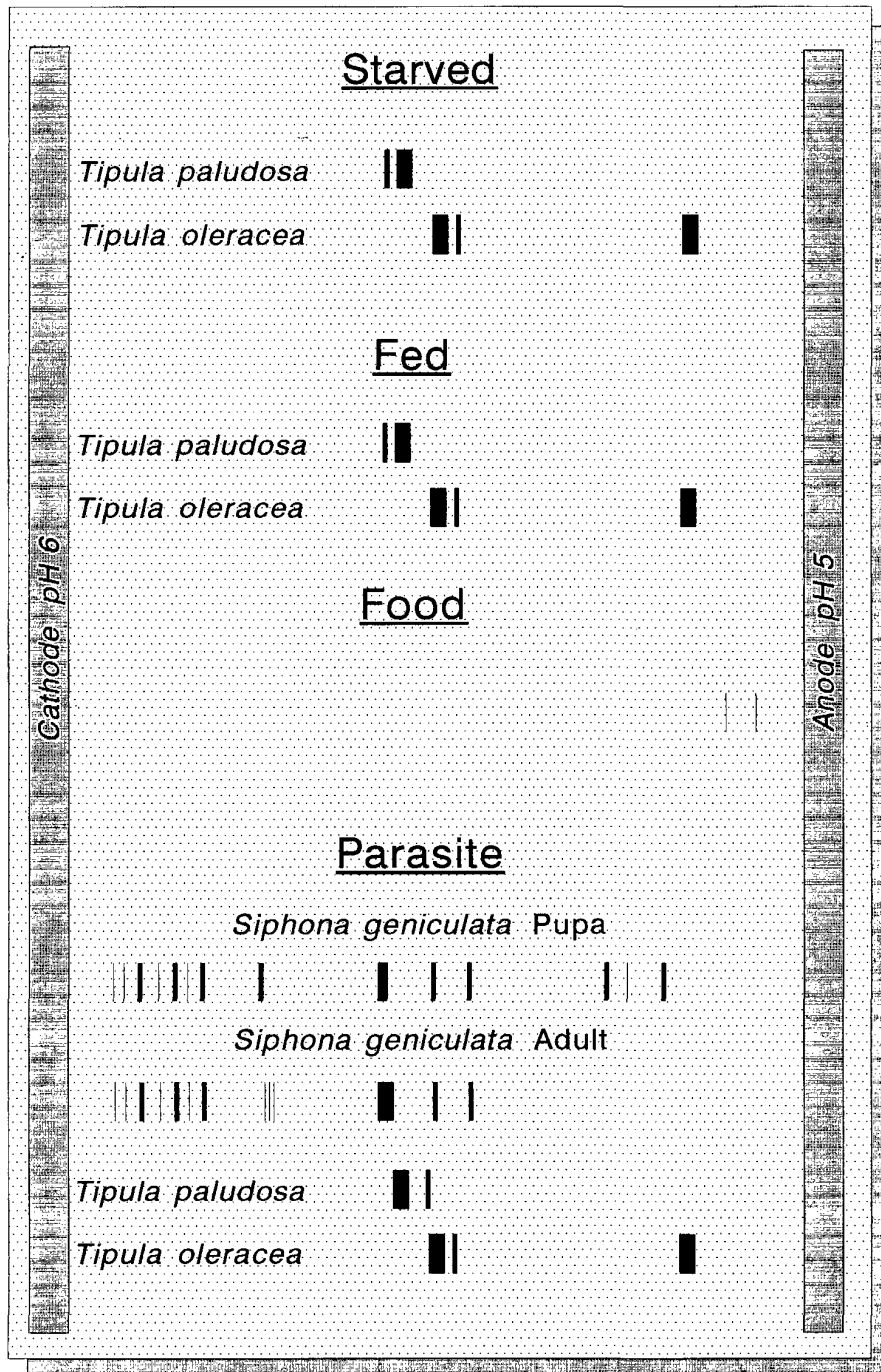 Starved
Tipula paludosa
Tipula oleracea
Fed
Tipula paludosa
Tipula oleracea
Cathode pH 6
Anode pH 5
Food
Parasite
Siphona geniculata Pupa
Siphona geniculata Adult
Tipula paludosa
Tipula oleracea